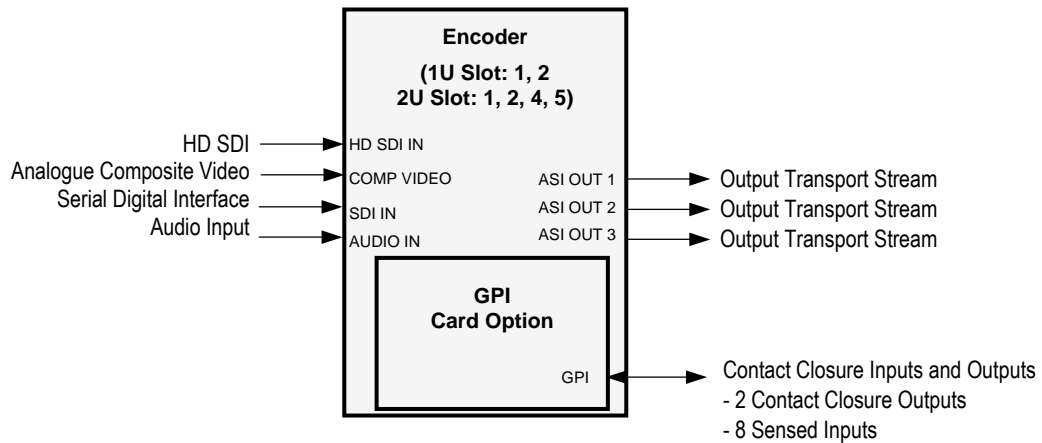 Encoder
(1U Slot: 1, 2
2U Slot: 1, 2, 4, 5)
HD SDI
HD SDI IN
Analogue Composite Video
COMP VIDEO
ASI OUT 1
Output Transport Stream
Serial Digital Interface
SDI IN
ASI OUT 2
Output Transport Stream
Audio Input
AUDIO IN
ASI OUT 3
Output Transport Stream
GPI
Card Option
GPI
Contact Closure Inputs and Outputs
- 2 Contact Closure Outputs
- 8 Sensed Inputs